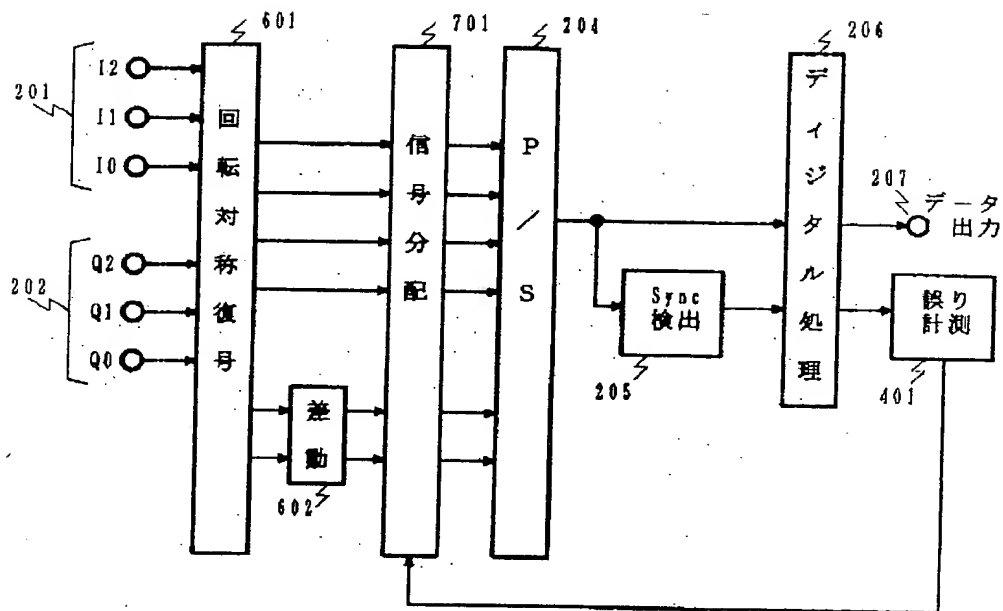 601
701
204
206
201
I2
I1
I0
202
Q2
Q1
Q0
回転対称復号
差動
602
信号分配
P/S
Sync
検出
205
ディジタル処理
207
データ
出力
誤り
計測
401